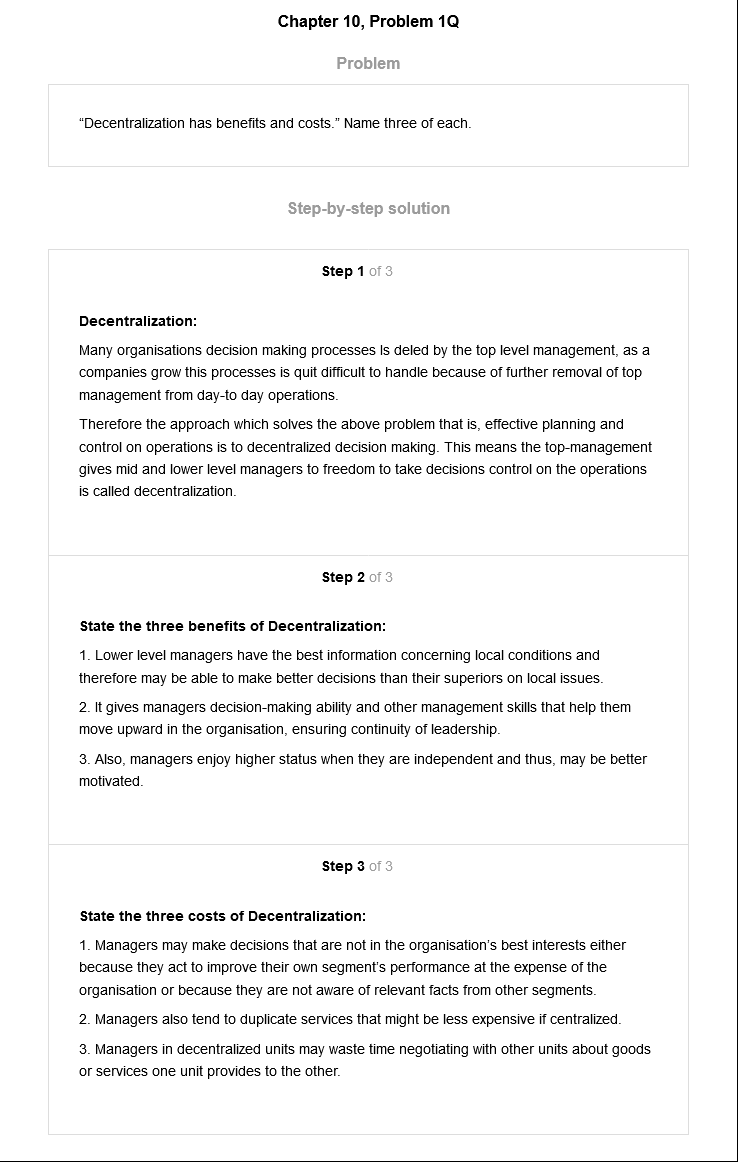 Chapter 10, Problem 1Q
Problem
“Decentralization has benefits and costs.” Name three of each.
Step-by-step solution
Step 1 of 3
Decentralization:
Many organisations decision making processes Is deled by the top level management, as a
companies grow this processes is quit difficult to handle because of further removal of top
management from day-to day operations.
Therefore the approach which solves the above problem that is, effective planning and
control on operations is to decentralized decision making. This means the top-management
gives mid and lower level managers to freedom to take decisions control on the operations
is called decentralization.
Step 2 of 3
State the three benefits of Decentralization:
1. Lower level managers have the best information concerning local conditions and
therefore may be able to make better decisions than their superiors on local issues.
2. It gives managers decision-making ability and other management skills that help them
move upward in the organisation, ensuring continuity of leadership.
3. Also, managers enjoy higher status when they are independent and thus, may be better
motivated.
Step 3 of 3
State the three costs of Decentralization:
1. Managers may make decisions that are not in the organisation’s best interests either
because they act to improve their own segment’s performance at the expense of the
organisation or because they are not aware of relevant facts from other segments.
2. Managers also tend to duplicate services that might be less expensive if centralized.
3. Managers in decentralized units may waste time negotiating with other units about goods
or services one unit provides to the other.